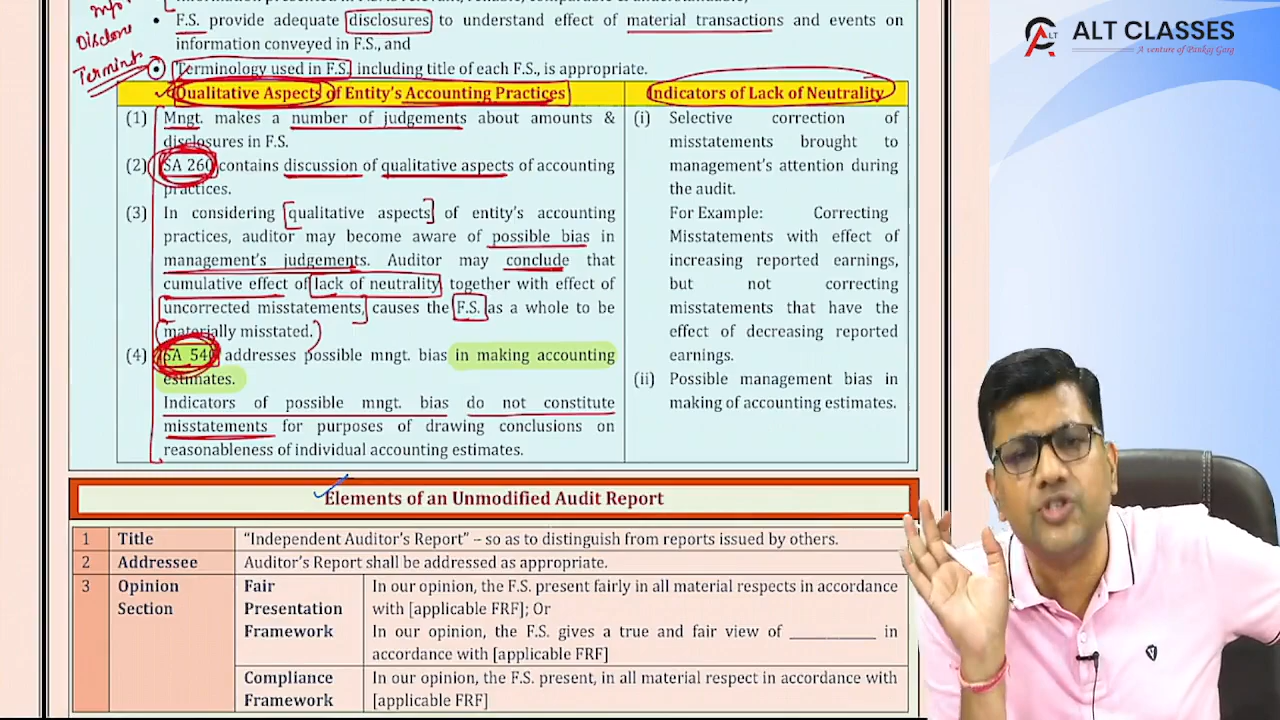 information presented in F.S. is relevant, reliable, comparable & understandable,
• F.S. provide adequate disclosures to understand effect of material transactions and events on
information conveyed in F.S., and
Disclone
• Terminology used in F.S. including title of each F.S., is appropriate.
ALT
ALT CLASSES
A venture of Pankaj Garg
Qualitative Aspects of Entity's Accounting Practices
(1) Mngt. makes a number of judgements about amounts &
disclosures in F.S.
(2) SA 260 contains discussion of qualitative aspects of accounting
practices.
(3) In considering qualitative aspects of entity's accounting
practices, auditor may become aware of possible bias in
management's judgements. Auditor may conclude that
cumulative effect of lack of neutrality together with effect of
uncorrected misstatements, causes the F.S. as a whole to be
materially misstated.
(4) SA 540 addresses possible mngt. bias in making accounting
estimates.
Indicators of possible mngt. bias do not constitute
misstatements for purposes of drawing conclusions on
reasonableness of individual accounting estimates.
Indicators of Lack of Neutrality
(i) Selective correction of
misstatements brought to
management's attention during
the audit.
For Example: Correcting
Misstatements with effect of
increasing reported earnings,
but not correcting
misstatements that have the
effect of decreasing reported
earnings.
(ii) Possible management bias in
making of accounting estimates.
Elements of an Unmodified Audit Report
1 Title "Independent Auditor's Report" – so as to distinguish from reports issued by others.
2 Addressee Auditor's Report shall be addressed as appropriate.
3 Opinion
Section
Fair
Presentation
Framework
In our opinion, the F.S. present fairly in all material respects in accordance
with [applicable FRF]; Or
In our opinion, the F.S. gives a true and fair view of __________ in
accordance with [applicable FRF]
Compliance
Framework
In our opinion, the F.S. present, in all material respect in accordance with
[applicable FRF]